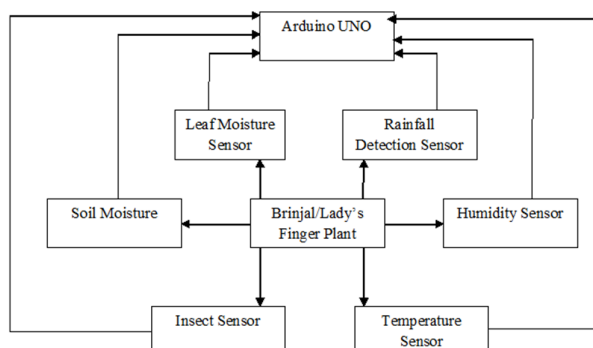 Arduino UNO
Leaf Moisture
Sensor
Rainfall
Detection Sensor
Soil Moisture
Brinjal/Lady's
Finger Plant
Humidity Sensor
Insect Sensor
Temperature
Sensor